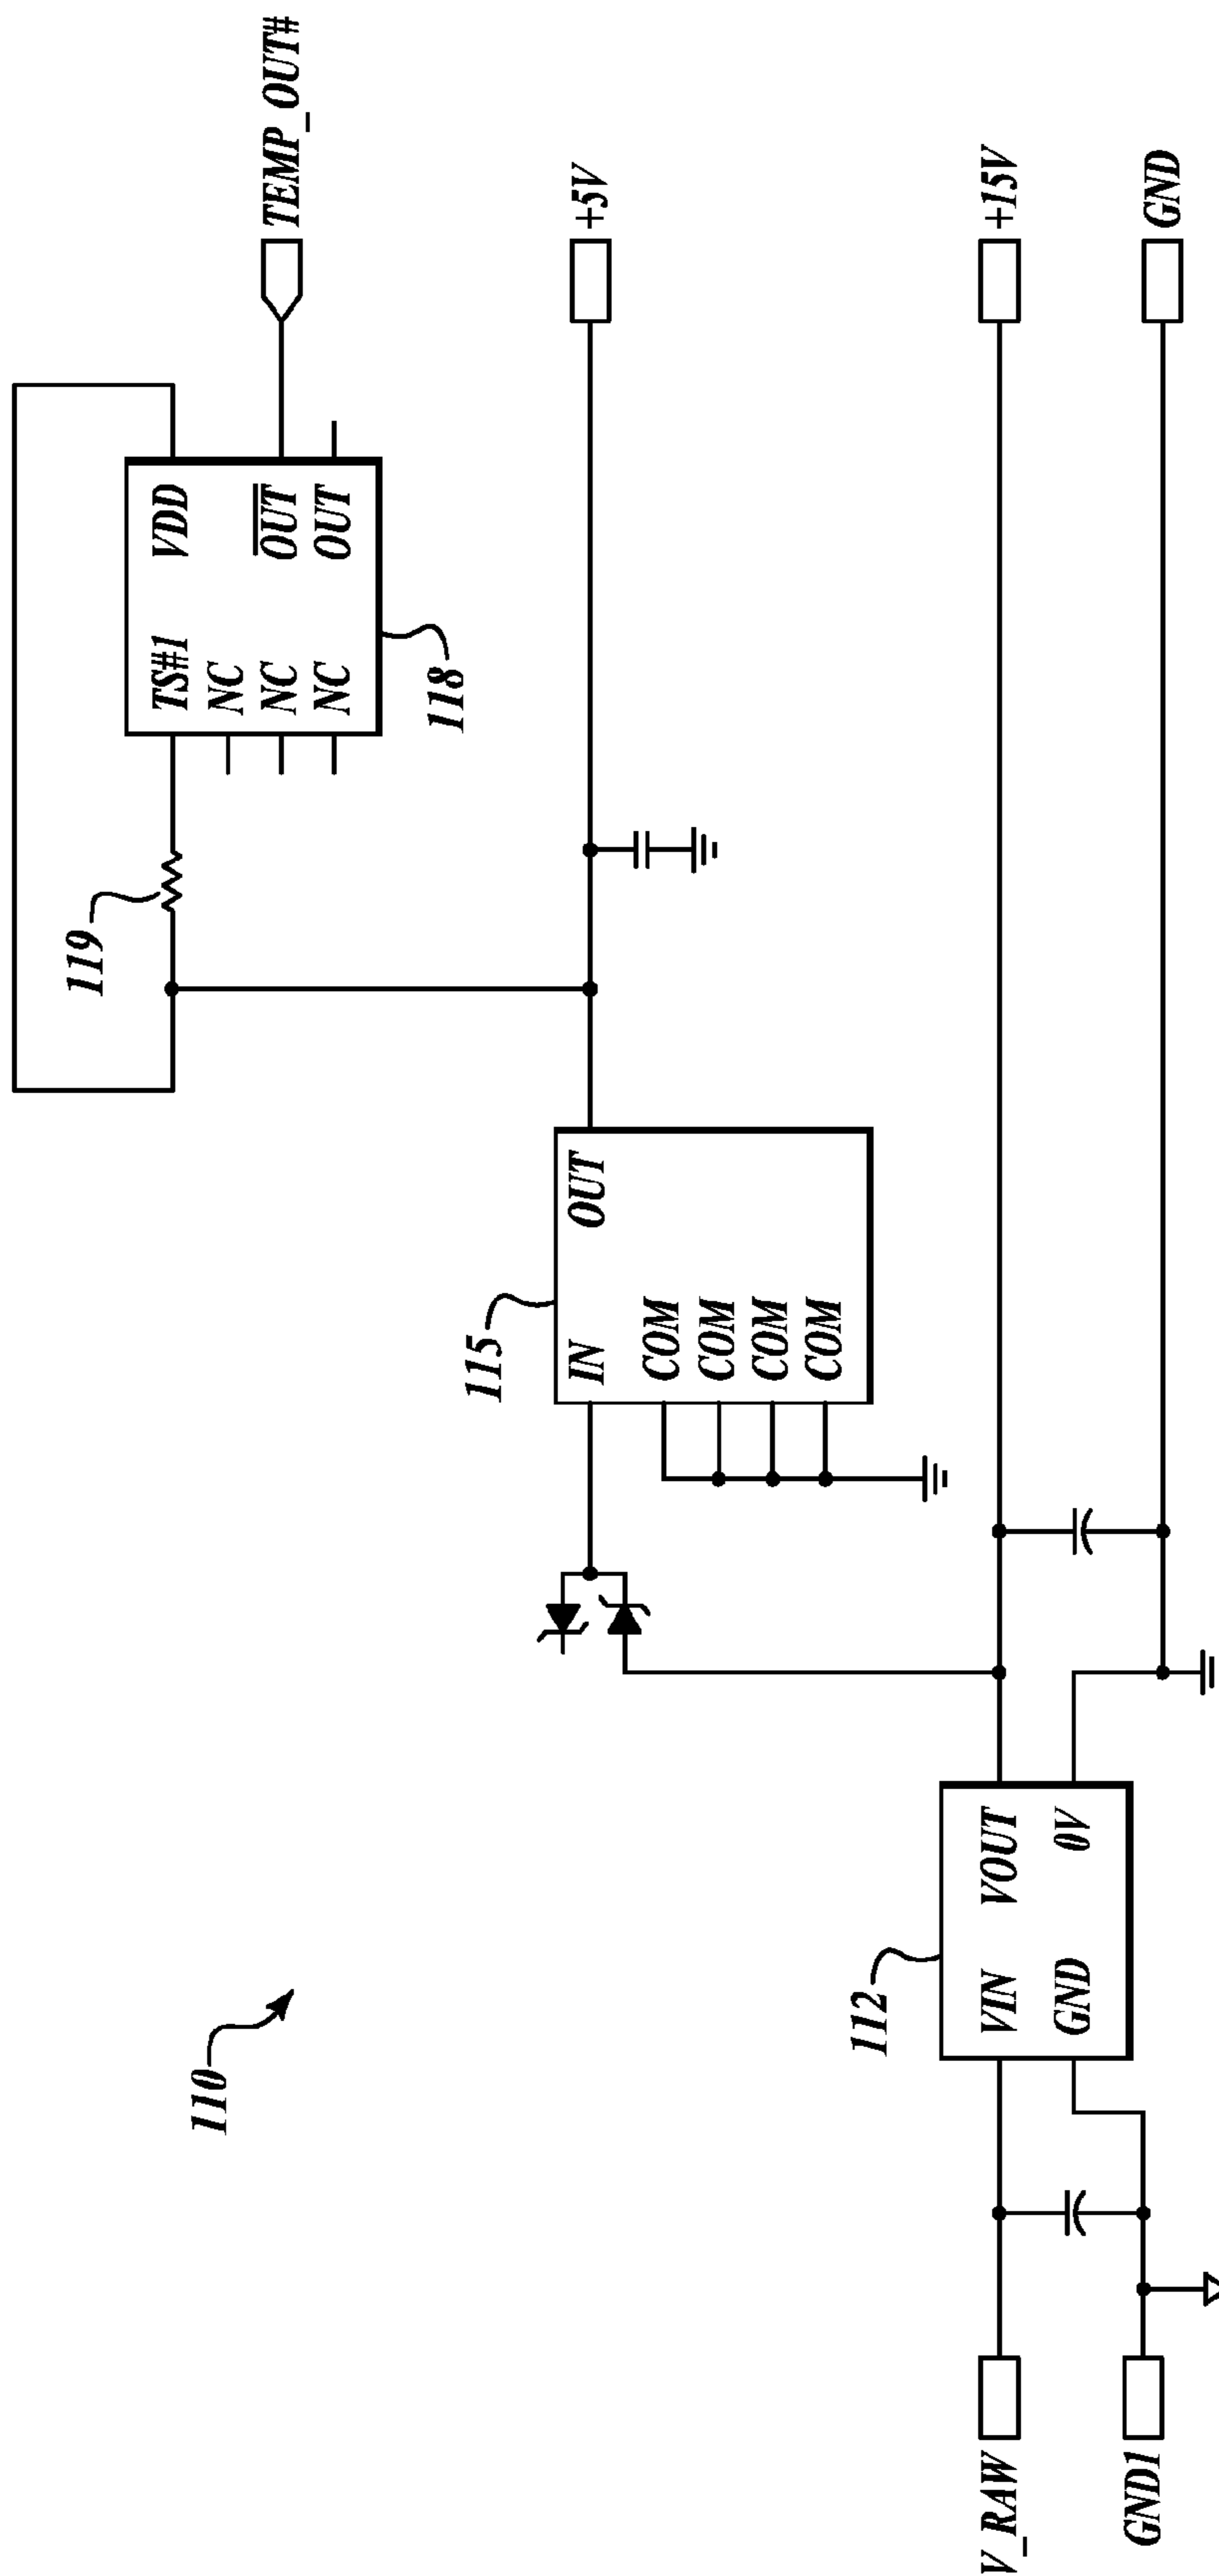 110
V_RAW
GND1
112
VIN
VOUT
GND
0V
115
IN
OUT
COM
COM
COM
COM
119
118
TS#1
VDD
NC
NC
OUT
NC
OUT
TEMP_OUT#
+5V
+15V
GND